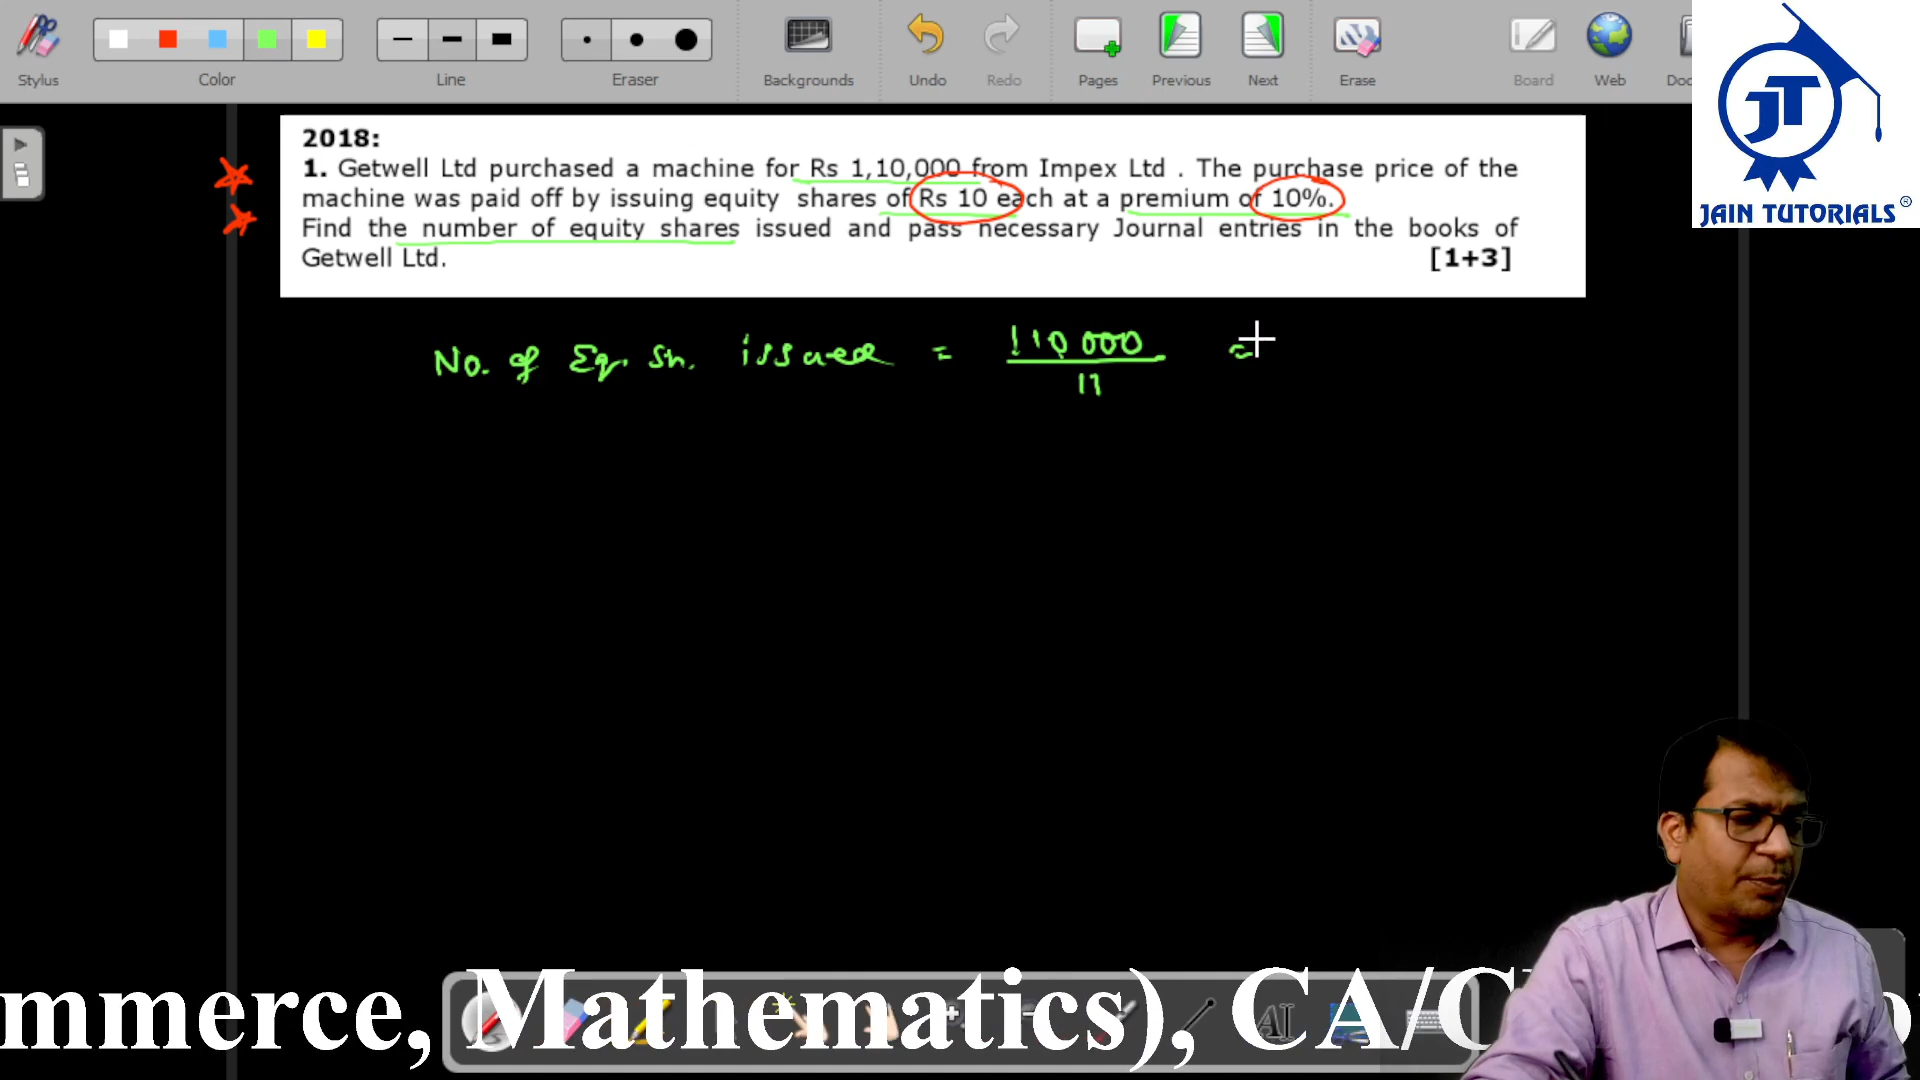 Stylus Color Line Eraser Backgrounds Undo Redo Pages Previous Next Erase Board Web
JT
JAIN TUTORIALS®
2018:
1. Getwell Ltd purchased a machine for Rs 1,10,000 from Impex Ltd . The purchase price of the
machine was paid off by issuing equity shares of Rs 10 each at a premium of 10%.
Find the number of equity shares issued and pass necessary Journal entries in the books of
Getwell Ltd. [1+3]
No. of Eq. Sh. issued = 110000 =
11
mmerce, Mathematics), CA/C